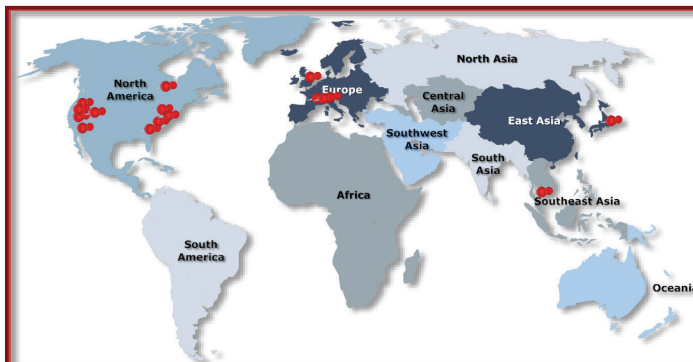 North Asia
North
America
Europe
Central
Asia
East Asia
Southwest
Asia
South
Asia
Africa
Southeast Asia
South
America
Oceania